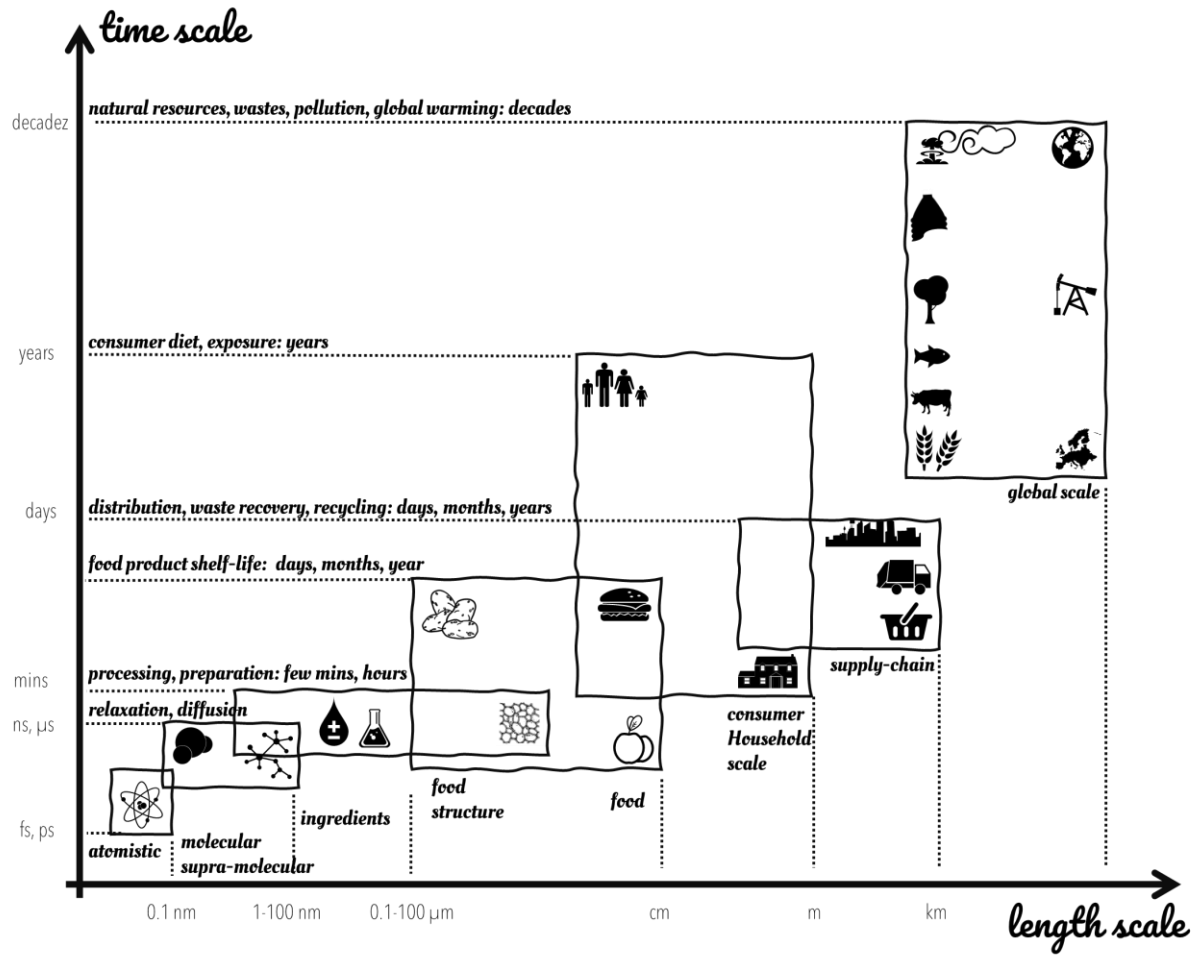 time scale
natural resources, wastes, pollution, global warming: decades
decadez
consumer diet, exposure: years
years
global scale
distribution, waste recovery, recycling: days, months, years
days
food product shelf-life: days, months, year
supply-chain
processing, preparation: few mins, hours
mins
relaxation, diffusion
ns, µs
consumer
Household
scale
food
structure
food
ingredients
fs, ps
atomistic
molecular
supra-molecular
0.1 nm
1-100 nm
0.1-100 µm
cm
m
km
length scale